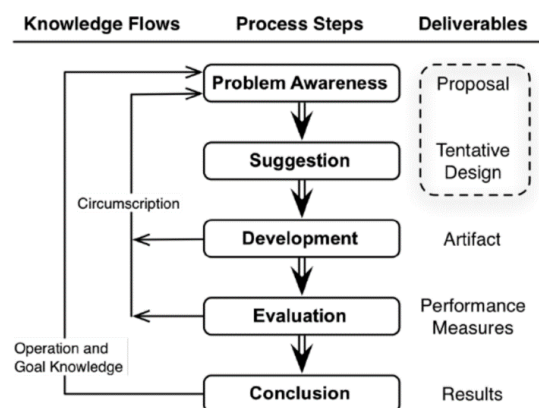 Knowledge Flows Process Steps Deliverables
Problem Awareness Proposal
Suggestion Tentative
Design
Circumscription
Development Artifact
Evaluation Performance
Measures
Operation and
Goal Knowledge
Conclusion Results